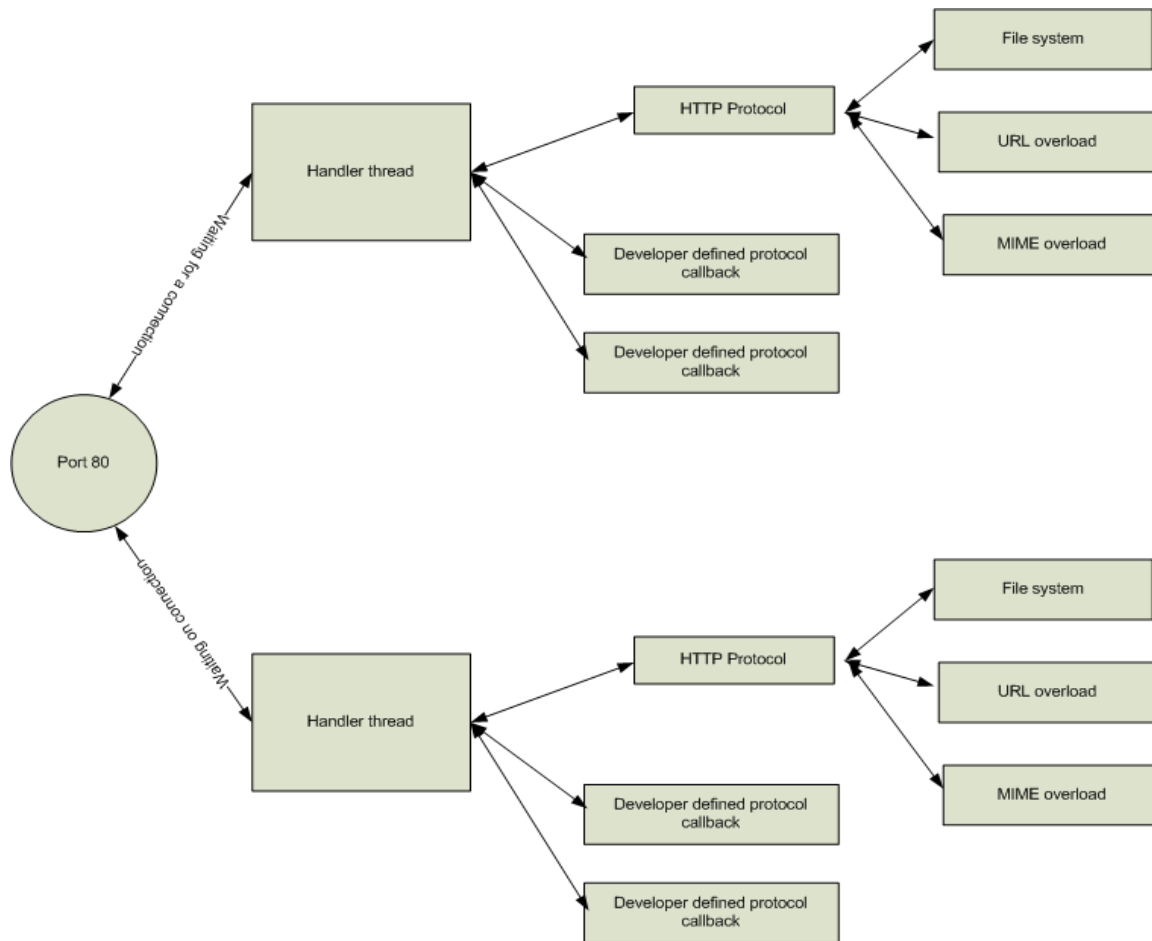 File system
HTTP Protocol
URL overload
Handler thread
MIME overload
Waiting for a connection
Developer defined protocol
callback
Developer defined protocol
callback
Port 80
Waiting on connection
File system
HTTP Protocol
URL overload
Handler thread
MIME overload
Developer defined protocol
callback
Developer defined protocol
callback